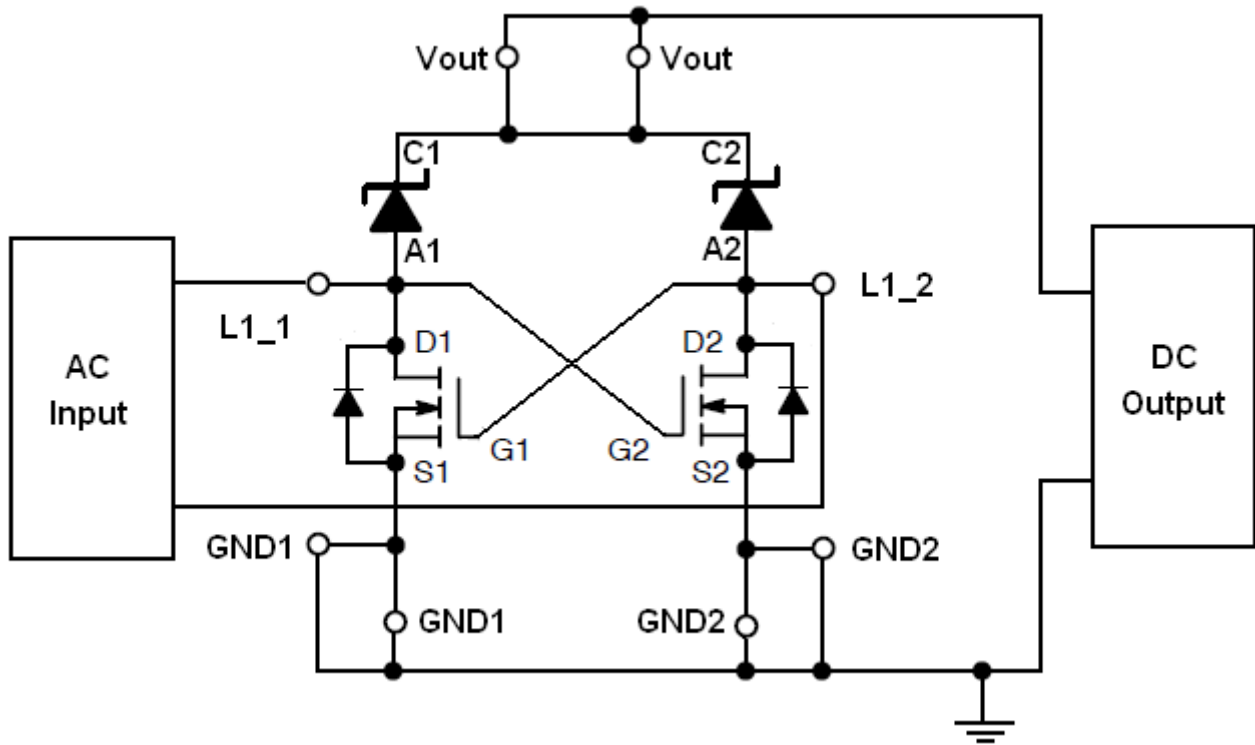 Vout
Vout
C1
C2
A1
A2
L1_1
L1_2
AC
Input
D1
D2
DC
Output
G1
G2
S1
S2
GND1
GND2
GND1
GND2